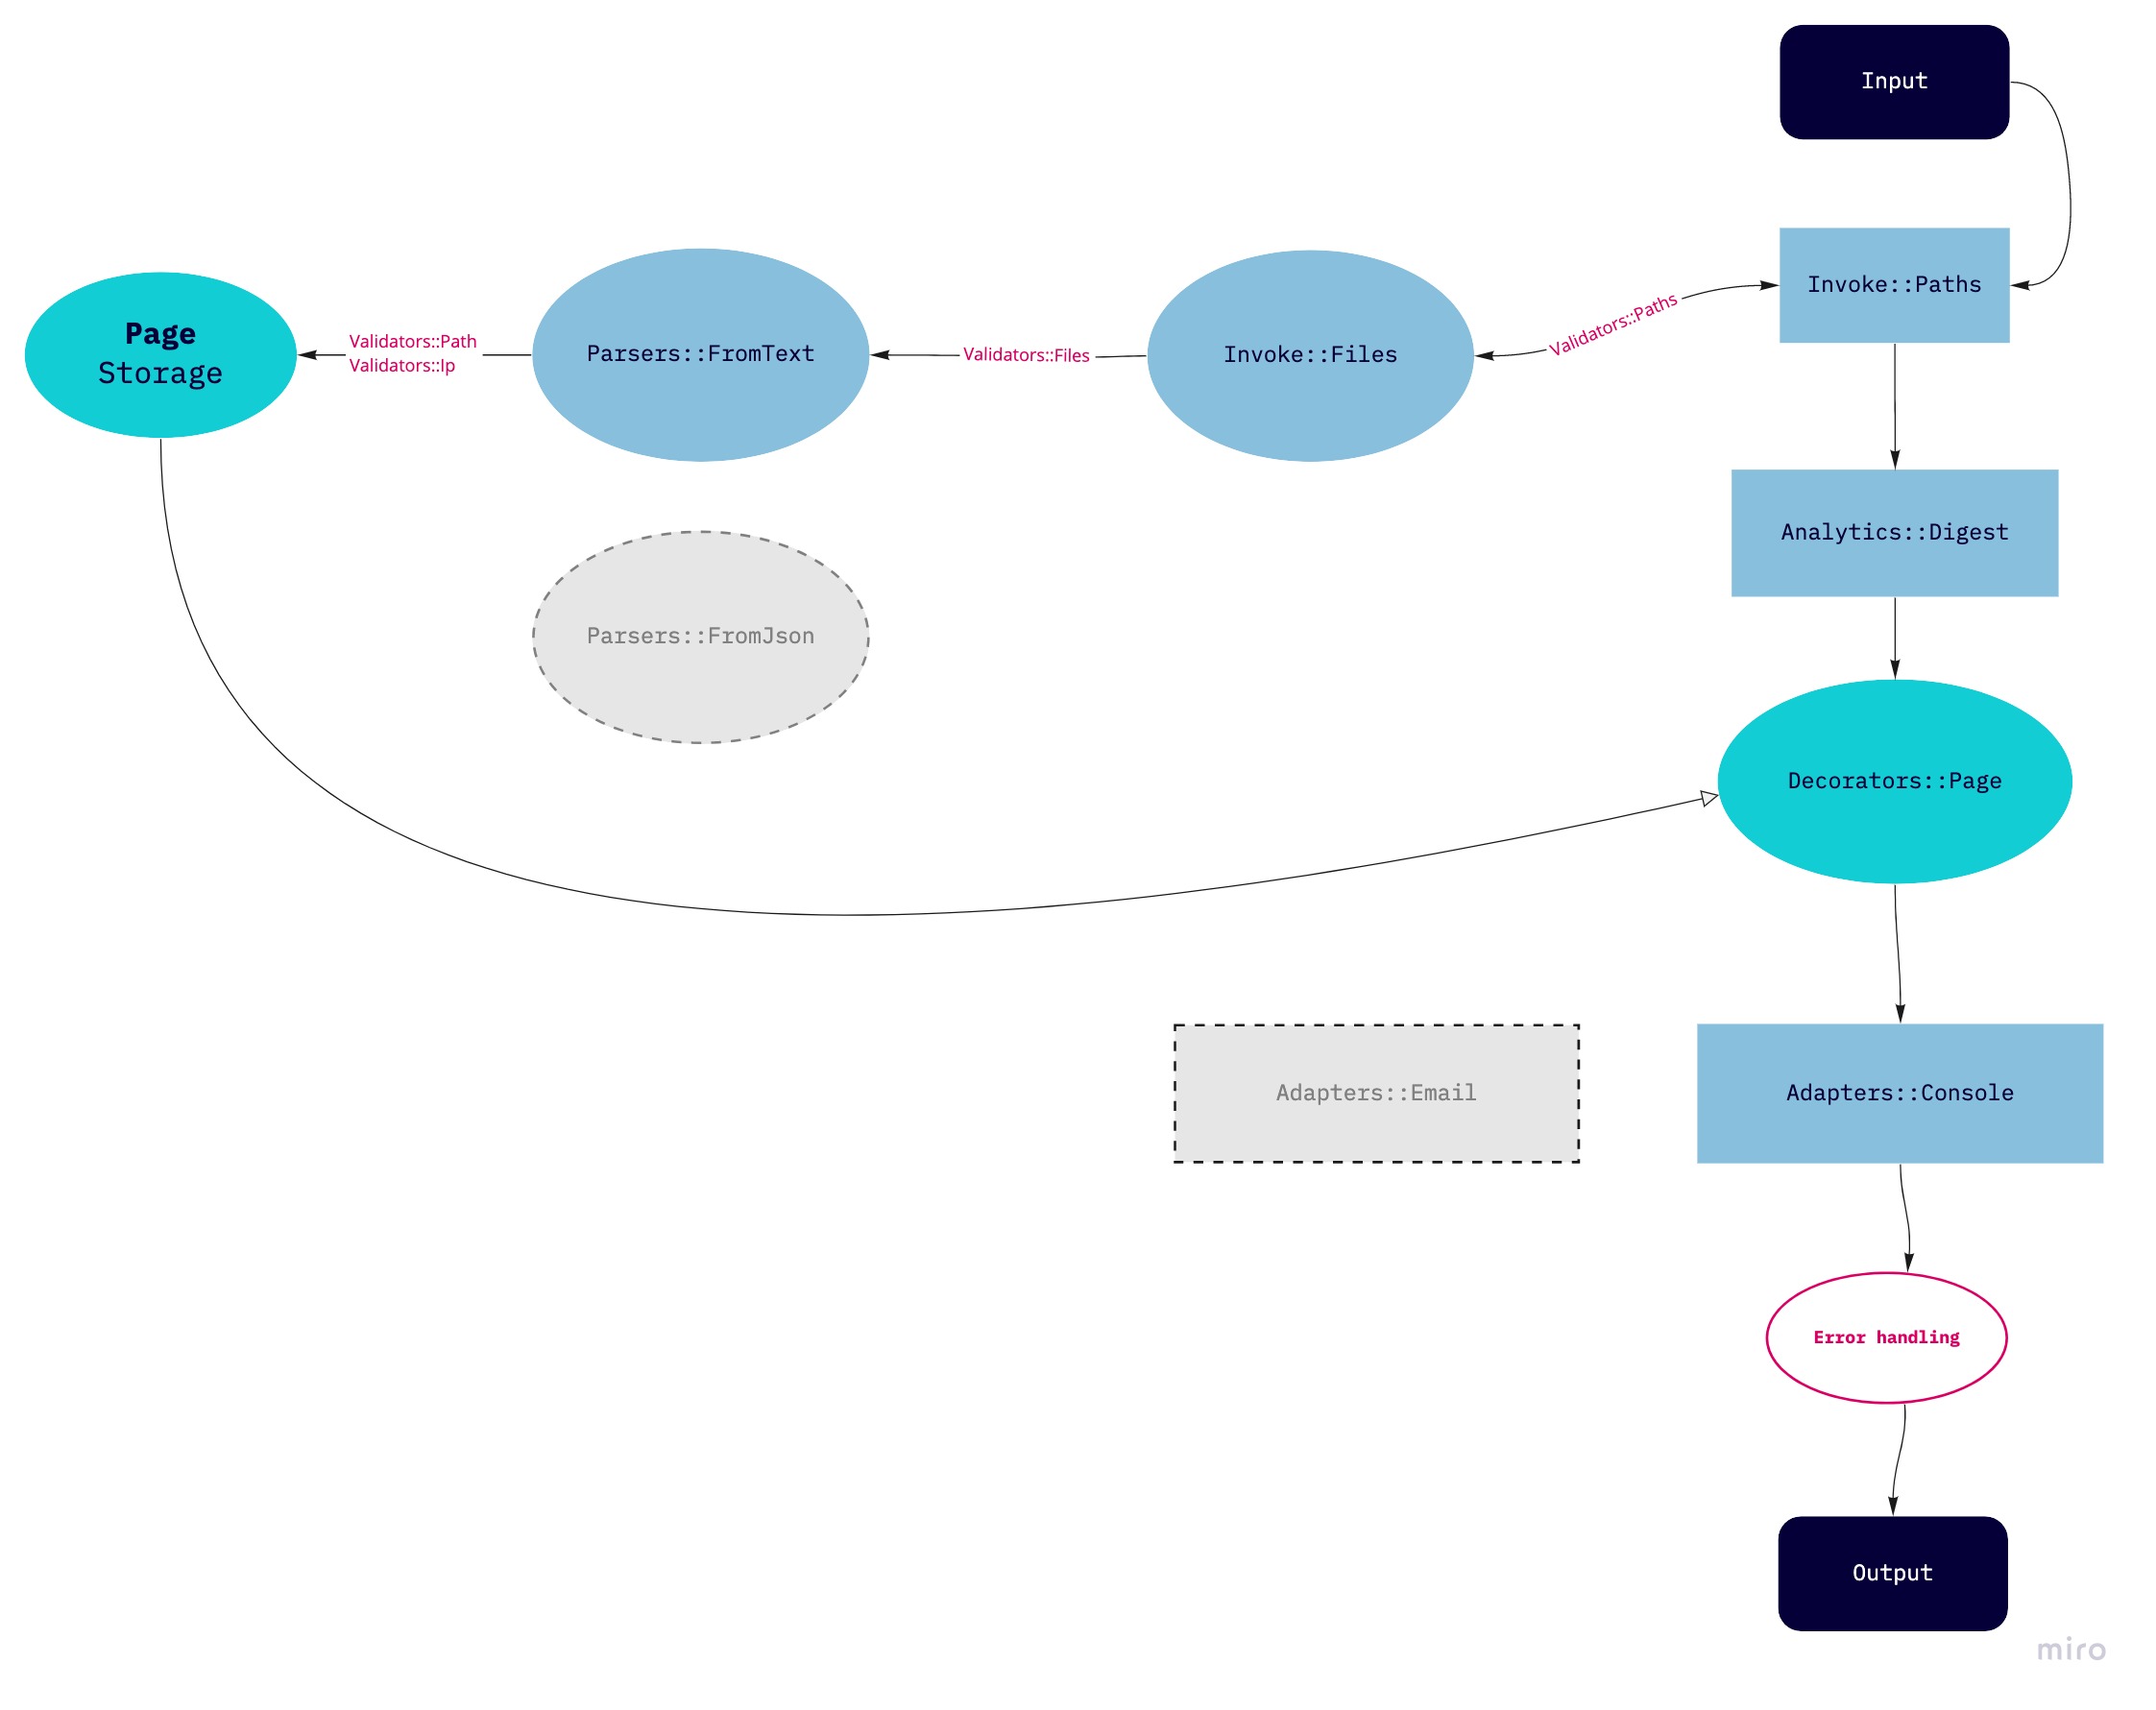 Input
Invoke::Paths
Validators::Paths
Invoke::Files
Validators::Files
Parsers::FromText
Validators::Path
Validators::Ip
Page
Storage
Analytics::Digest
Parsers::FromJson
Decorators::Page
Adapters::Email
Adapters::Console
Error handling
Output
miro